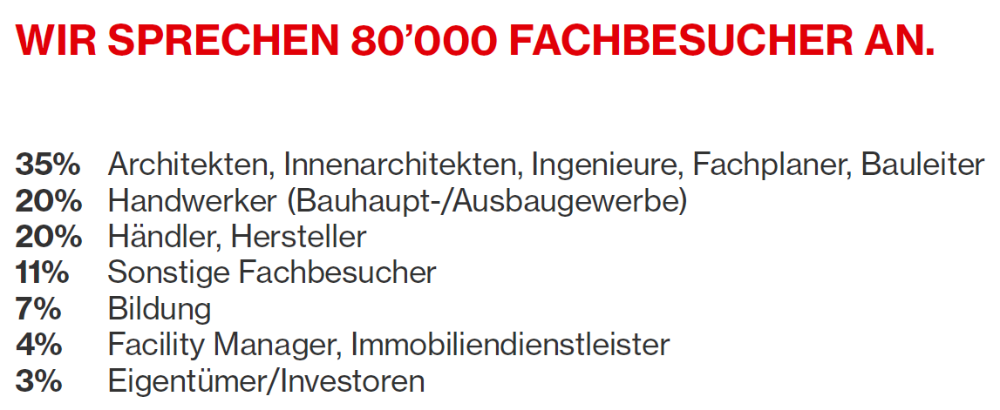 WIR SPRECHEN 80’000 FACHBESUCHER AN.
35% Architekten, Innenarchitekten, Ingenieure, Fachplaner, Bauleiter
20% Handwerker (Bauhaupt-/Ausbaugewerbe)
20% Händler, Hersteller
11% Sonstige Fachbesucher
7% Bildung
4% Facility Manager, Immobiliendienstleister
3% Eigentümer/Investoren